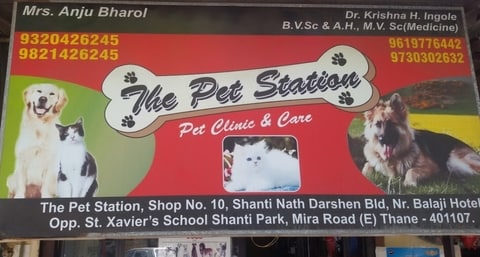 Mrs. Anju Bharol
Dr. Krishna H. Ingole
B.V.Sc & A.H., M.V. Sc(Medicine)
9320426245
9821426245
9619776442
9730302632
The Pet Station
Pet Clinic & Care
The Pet Station, Shop No. 10, Shanti Nath Darshen Bld, Nr. Balaji Hotel
Opp. St. Xavier's School Shanti Park, Mira Road (E) Thane - 401107.